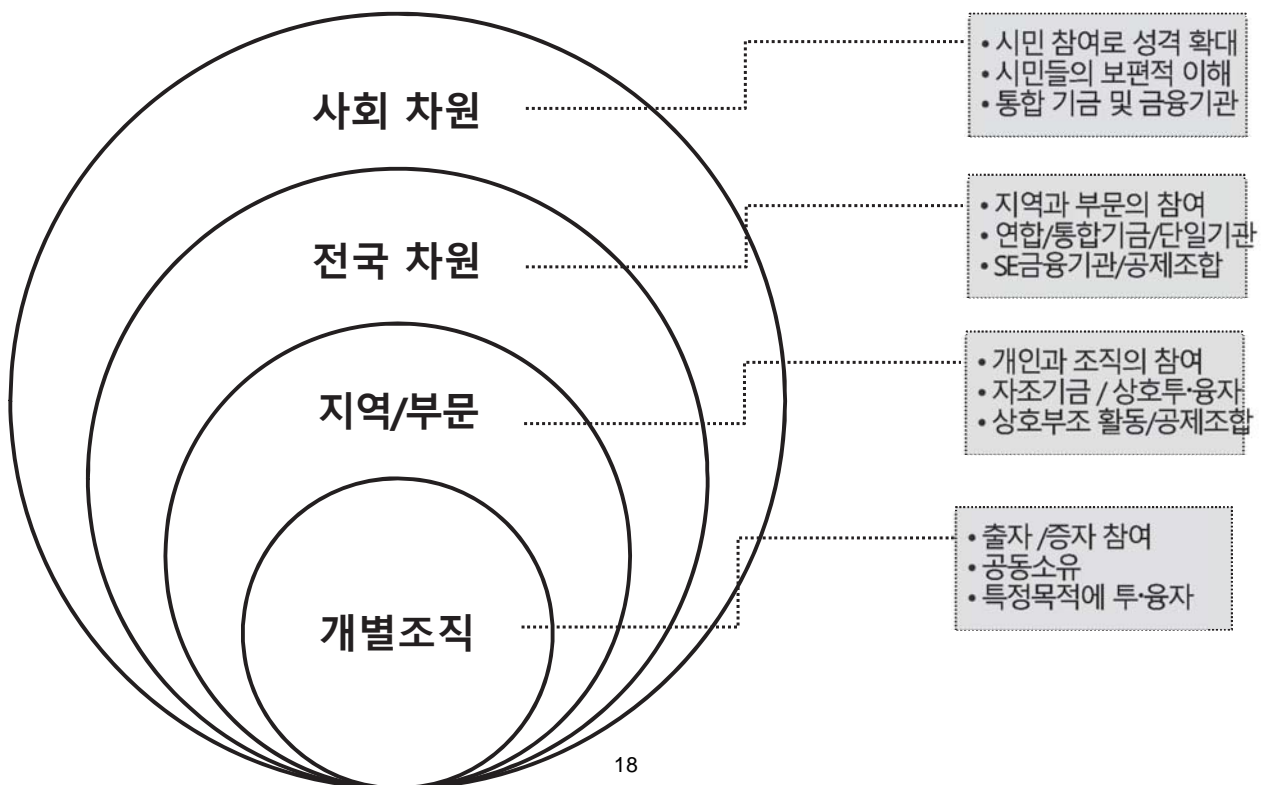 사회 차원
• 시민 참여로 성격 확대
• 시민들의 보편적 이해
• 통합 기금 및 금융기관
전국 차원
• 지역과 부문의 참여
• 연합/통합기금/단일기관
• SE금융기관/공제조합
지역/부문
• 개인과 조직의 참여
• 자조기금 / 상호투·융자
• 상호부조 활동/공제조합
개별조직
• 출자 /증자 참여
• 공동소유
• 특정목적에 투·융자
18